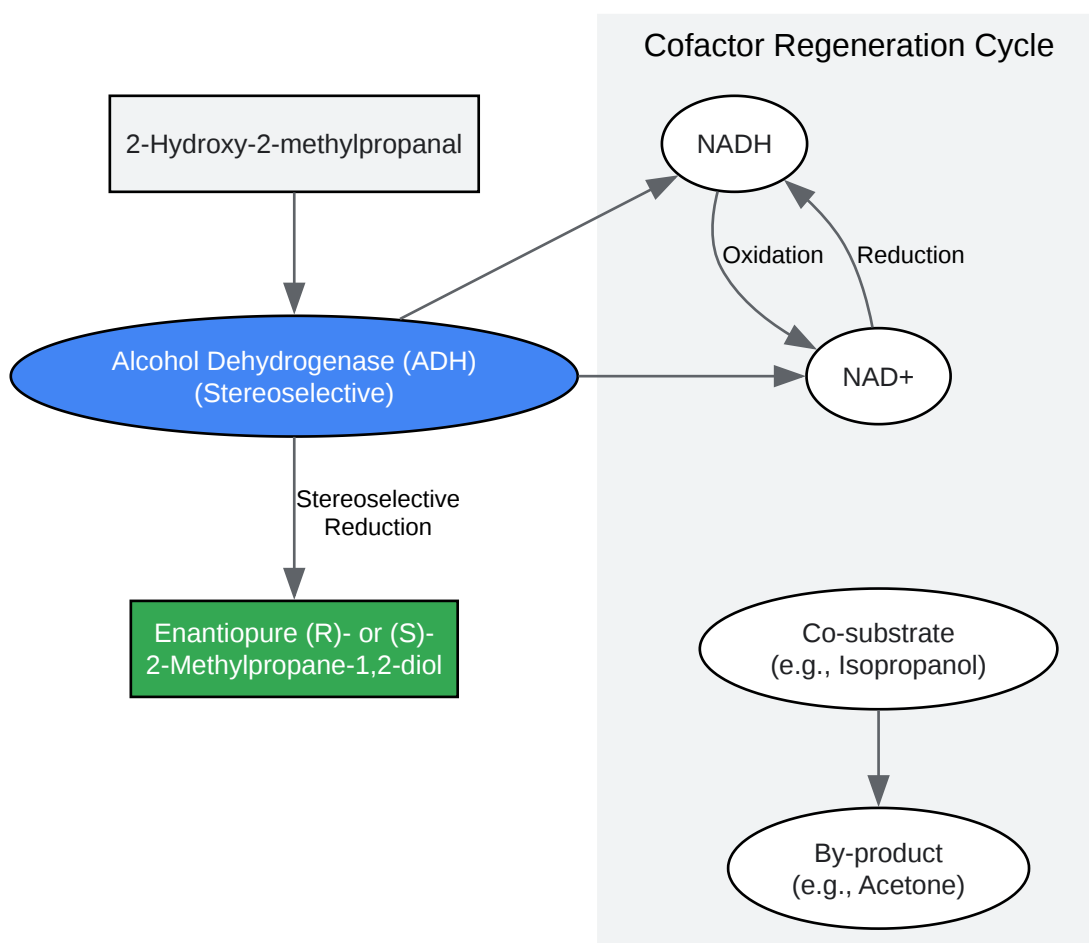 Cofactor Regeneration Cycle
2-Hydroxy-2-methylpropanal
NADH
Oxidation
Reduction
Alcohol Dehydrogenase (ADH)
(Stereoselective)
NAD+
Stereoselective
Reduction
Enantiopure (R)- or (S)-
2-Methylpropane-1,2-diol
Co-substrate
(e.g., Isopropanol)
By-product
(e.g., Acetone)